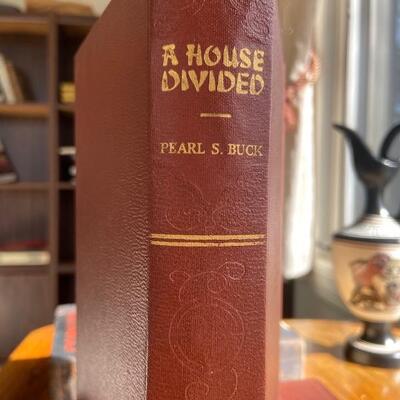 A HOUSE
DIVIDED
PEARL S. BUCK